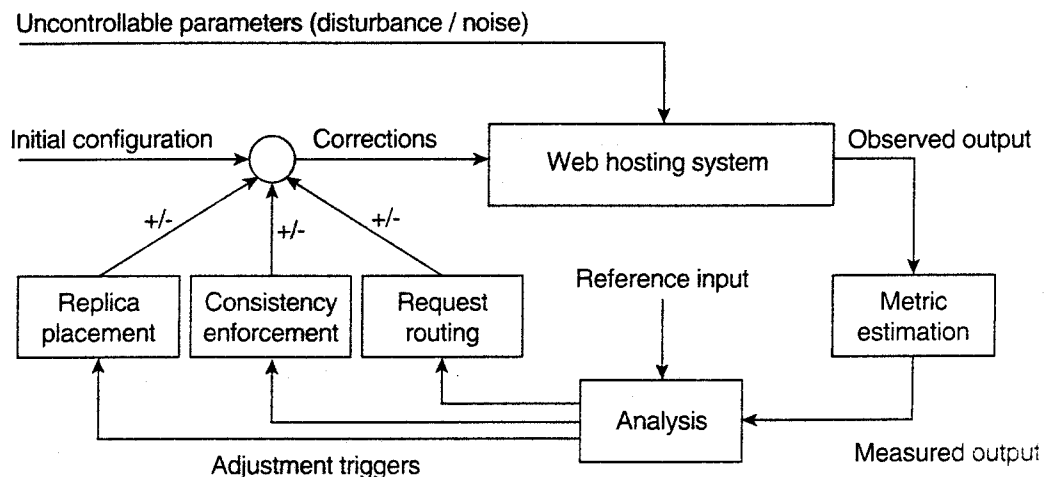 Uncontrollable parameters (disturbance / noise)
Initial configuration
Corrections
Web hosting system
Observed output
+/-
+/-
+/-
Reference input
Replica
placement
Consistency
enforcement
Request
routing
Metric
estimation
Analysis
Measured output
Adjustment triggers